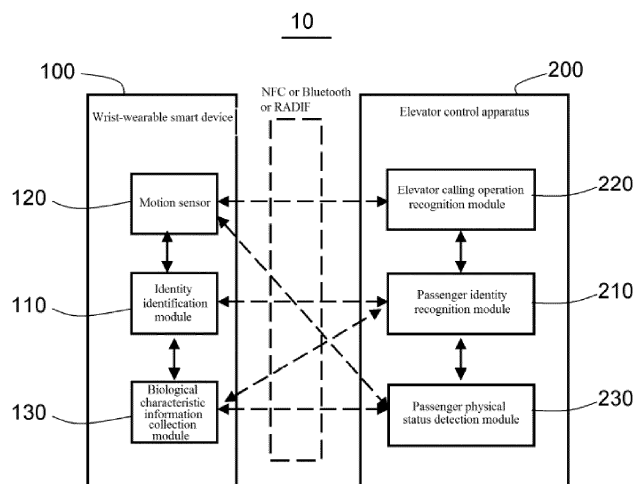 10
100
200
NFC or Bluetooth
or RADIF
Wrist-wearable smart device
Elevator control apparatus
120
Motion sensor
Elevator calling operation
recognition module
220
110
Identity
identification
module
Passenger identity
recognition module
210
130
Biological
characteristic
information
collection
module
Passenger physical
status detection module
230